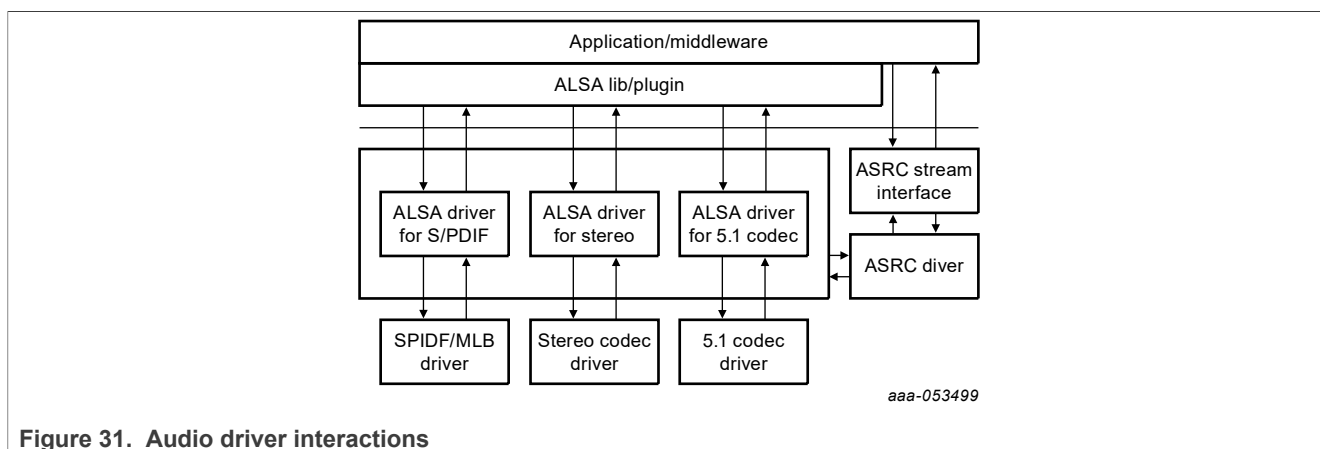 Application/middleware
ALSA lib/plugin
ASRC stream
interface
ALSA driver
for S/PDIF
ALSA driver
for stereo
ALSA driver
for 5.1 codec
ASRC diver
SPIDF/MLB
driver
Stereo codec
driver
5.1 codec
driver
aaa-053499
Figure 31. Audio driver interactions